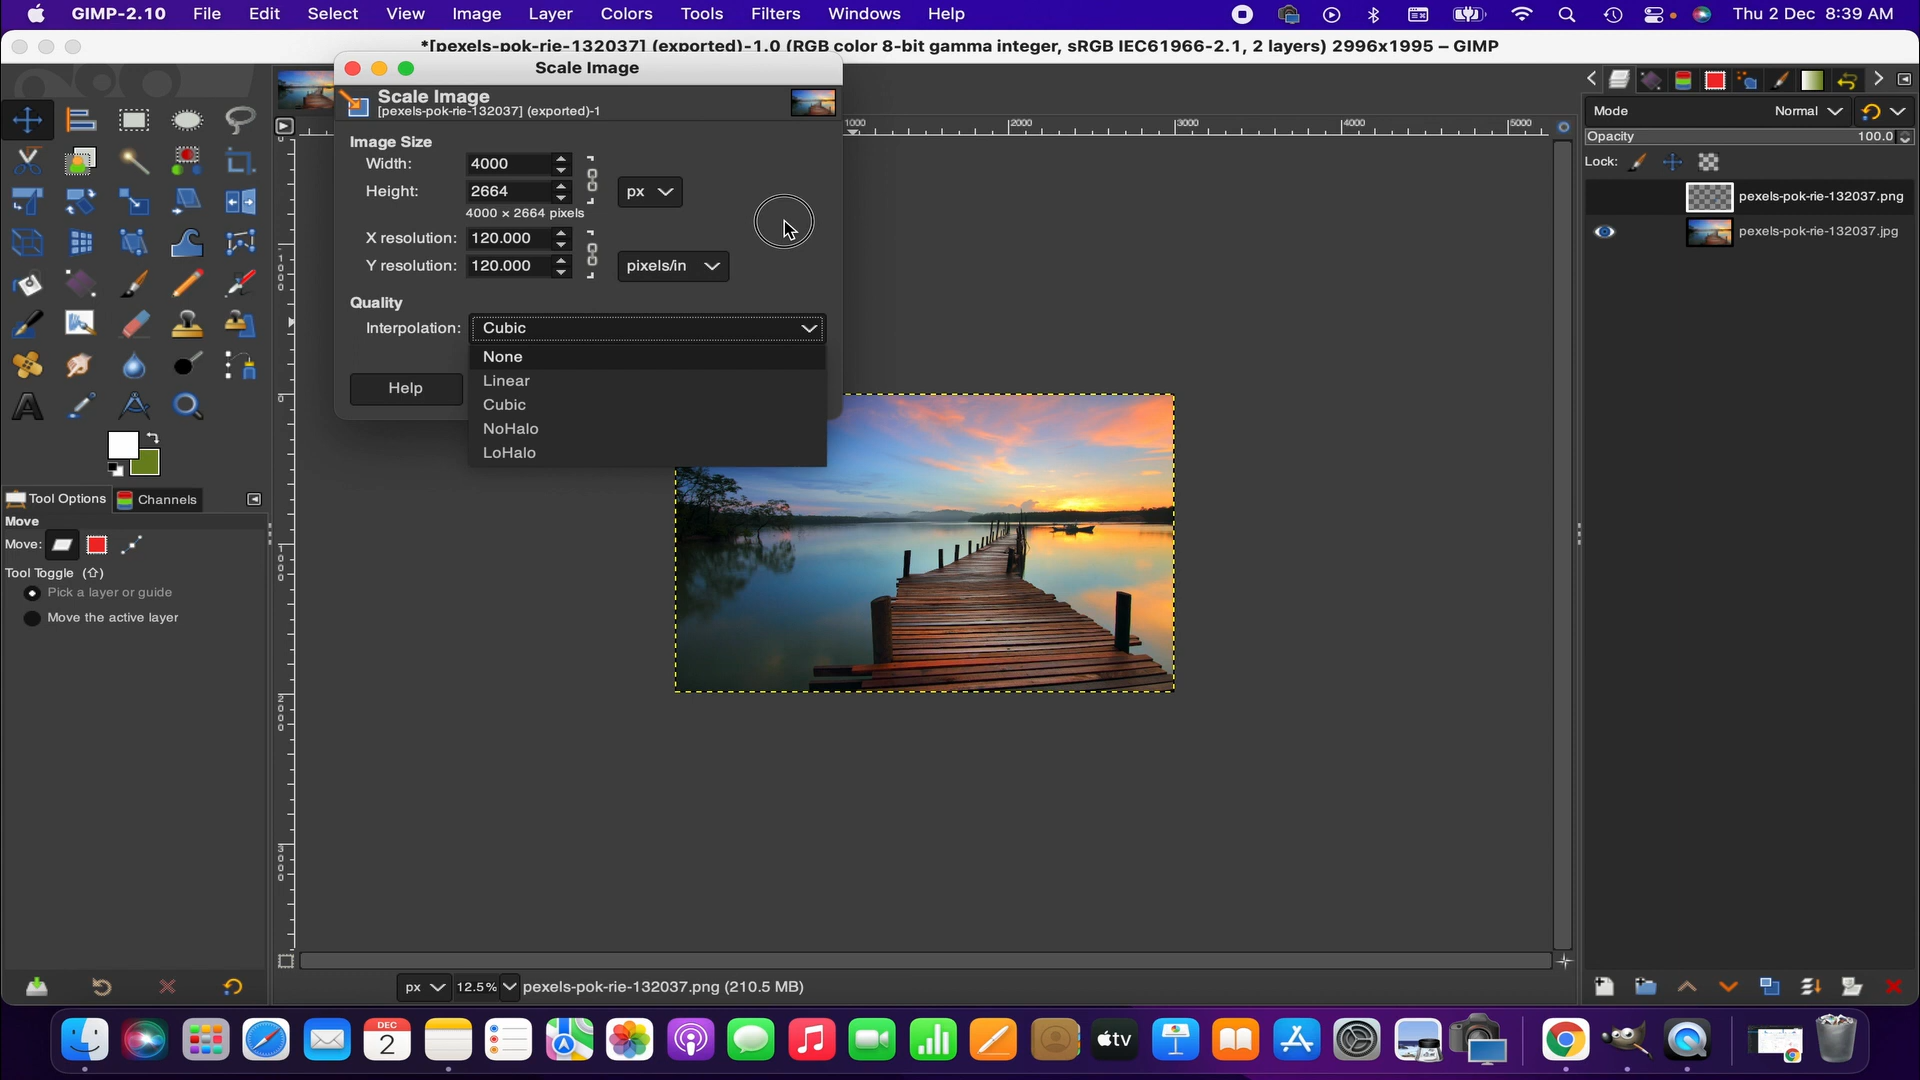 GIMP-2.10 File Edit Select View Image Layer Colors Tools Filters Windows Help Thu 2 Dec 8:39 AM
*[pexels-pok-rie-132037] (exported)-1.0 (RGB color 8-bit gamma integer, sRGB IEC61966-2.1, 2 layers) 2996x1995 – GIMP
Scale Image
Scale Image
[pexels-pok-rie-132037] (exported)-1
Image Size
Width: 4000
Height: 2664 px
4000 × 2664 pixels
X resolution: 120.000
Y resolution: 120.000 pixels/in
Quality
Interpolation: Cubic
None
Linear
Cubic
NoHalo
LoHalo
Help
1000 2000 3000 4000 5000
Mode Normal
Opacity 100.0
Lock:
pexels-pok-rie-132037.png
pexels-pok-rie-132037.jpg
Tool Options Channels
Move
Move:
Tool Toggle (⇧)
Pick a layer or guide
Move the active layer
-1000
0
1000
2000
3000
px 12.5% pexels-pok-rie-132037.png (210.5 MB)
DEC
2
tv